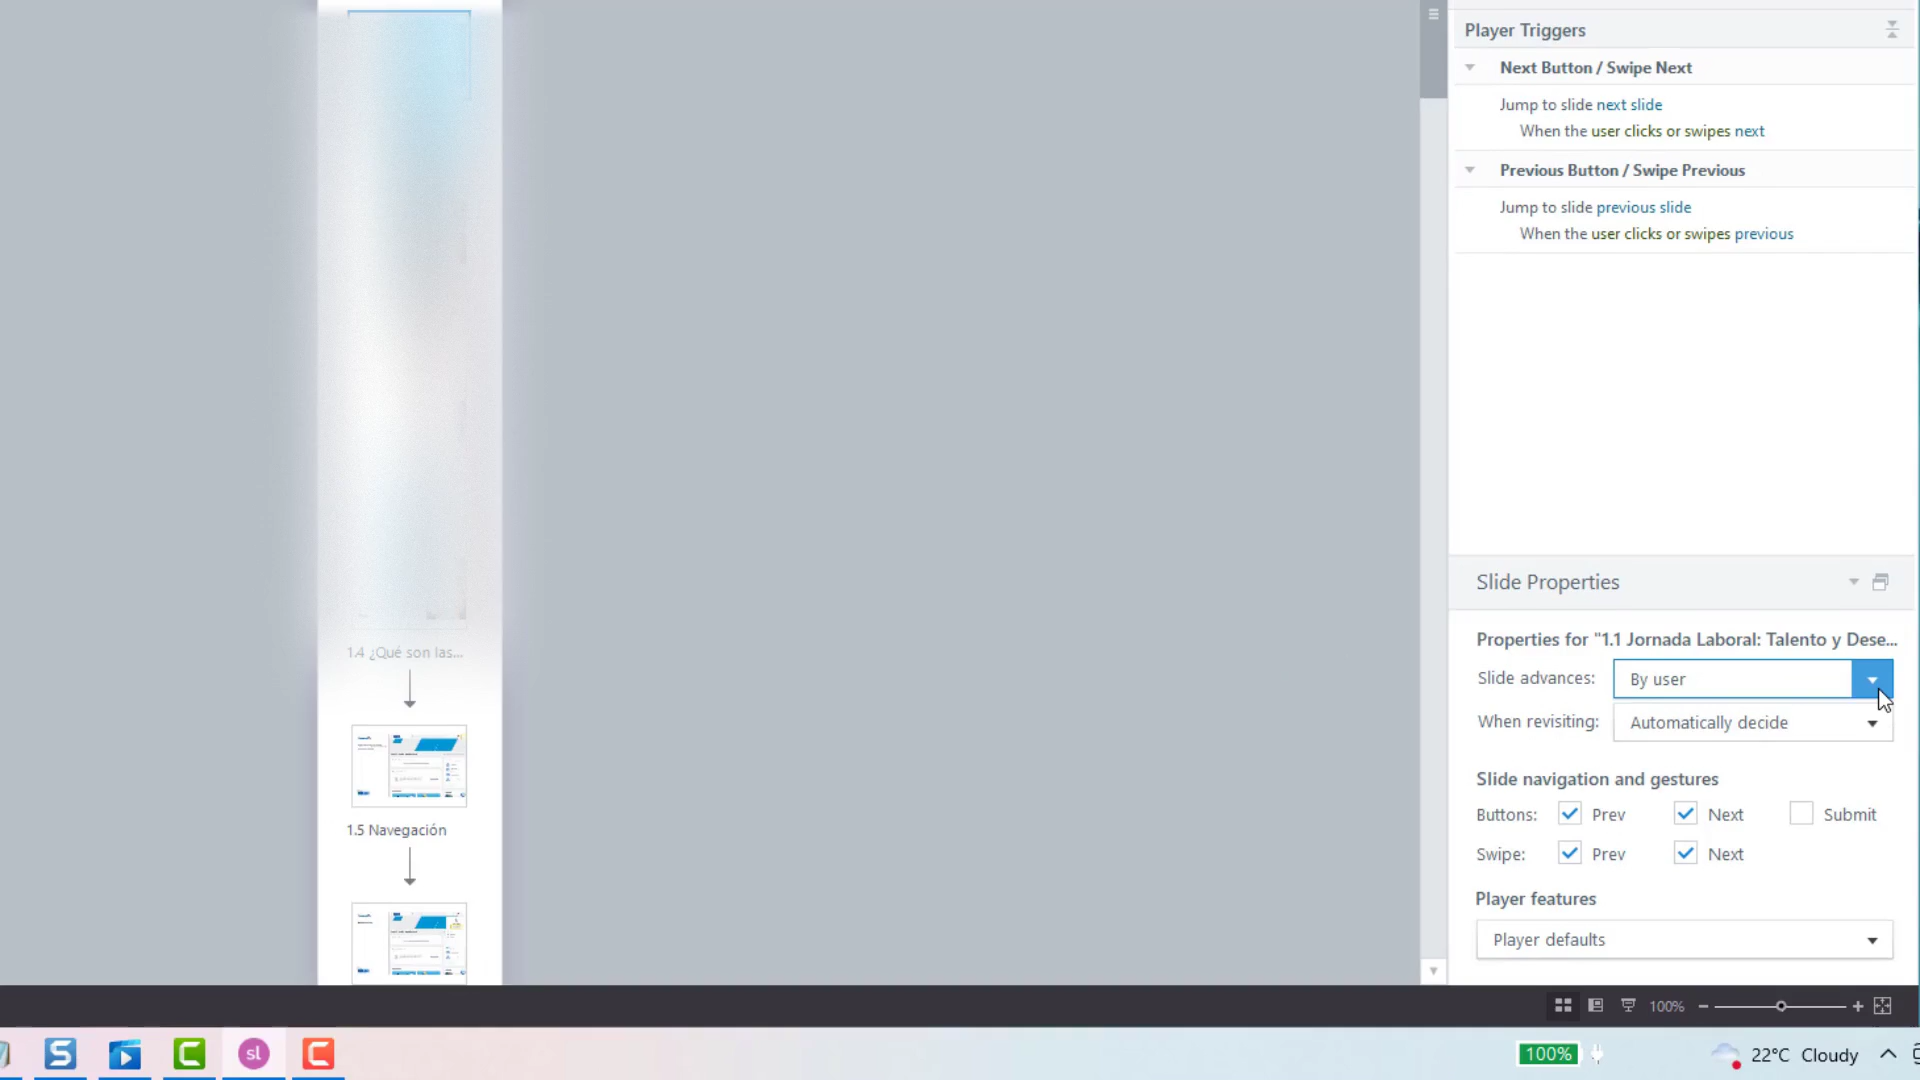 Player Triggers
Next Button / Swipe Next
Jump to slide next slide
When the user clicks or swipes next
Previous Button / Swipe Previous
Jump to slide previous slide
When the user clicks or swipes previous
1.4 ¿Qué son las...
1.5 Navegación
Slide Properties
Properties for "1.1 Jornada Laboral: Talento y Dese...
Slide advances: By user
When revisiting: Automatically decide
Slide navigation and gestures
Buttons: Prev Next Submit
Swipe: Prev Next
Player features
Player defaults
100%
S C sl C
100% 22°C Cloudy